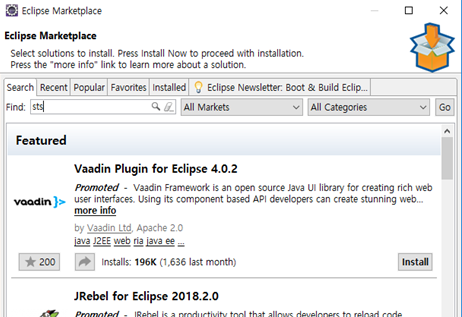 Eclipse Marketplace
Eclipse Marketplace
Select solutions to install. Press Install Now to proceed with installation.
Press the "more info" link to learn more about a solution.
Search Recent Popular Favorites Installed Eclipse Newsletter: Boot & Build Eclip...
Find: sts All Markets All Categories Go
Featured
Vaadin Plugin for Eclipse 4.0.2
Promoted - Vaadin Framework is an open source Java UI library for creating rich web
user interfaces. Using its component based API developers can create stunning web...
more info
vaadin }>
by Vaadin Ltd, Apache 2.0
java J2EE web ria java ee ...
200 Installs: 196K (1,636 last month) Install
JRebel for Eclipse 2018.2.0
Promoted - JRebel is a productivity tool that allows developers to reload code